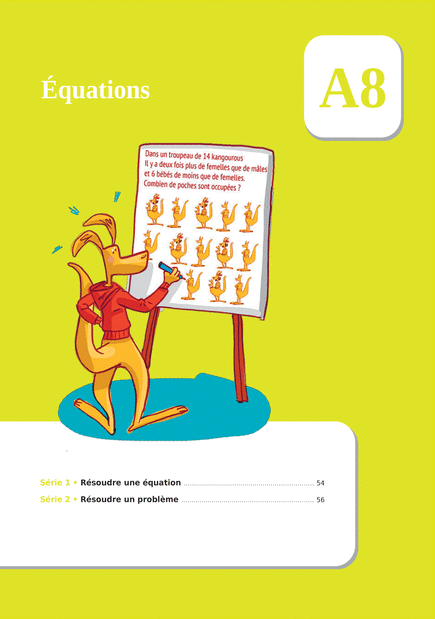 A8
Équations
Dans un troupeau de 14 kangourous
Il y a deux fois plus de femelles que de mâles
et 6 bébés de moins que de femelles.
Combien de poches sont occupées ?
Série 1 • Résoudre une équation ........................................................ 54
Série 2 • Résoudre un problème ......................................................... 56